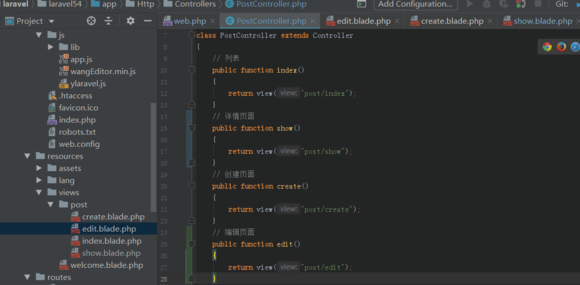 laravel
laravel54
app
Http
Controllers
PostController.php
Add Configuration...
Git:
Project
web.php
PostController.php
edit.blade.php
create.blade.php
show.blade.php
js
lib
app.js
wangEditor.min.js
ylaravel.js
.htaccess
favicon.ico
index.php
robots.txt
web.config
resources
assets
lang
views
post
create.blade.php
edit.blade.php
index.blade.php
show.blade.php
welcome.blade.php
routes
7 class PostController extends Controller
8 {
9 // 列表
10 public function index()
11 {
12 return view( view: "post/index");
13 }
14 // 详情页面
15 public function show()
16 {
17 return view( view: "post/show");
18 }
19 // 创建页面
20 public function create()
21 {
22 return view( view: "post/create");
23 }
24 // 编辑页面
25 public function edit()
26 {
27 return view( view: "post/edit");
28 }